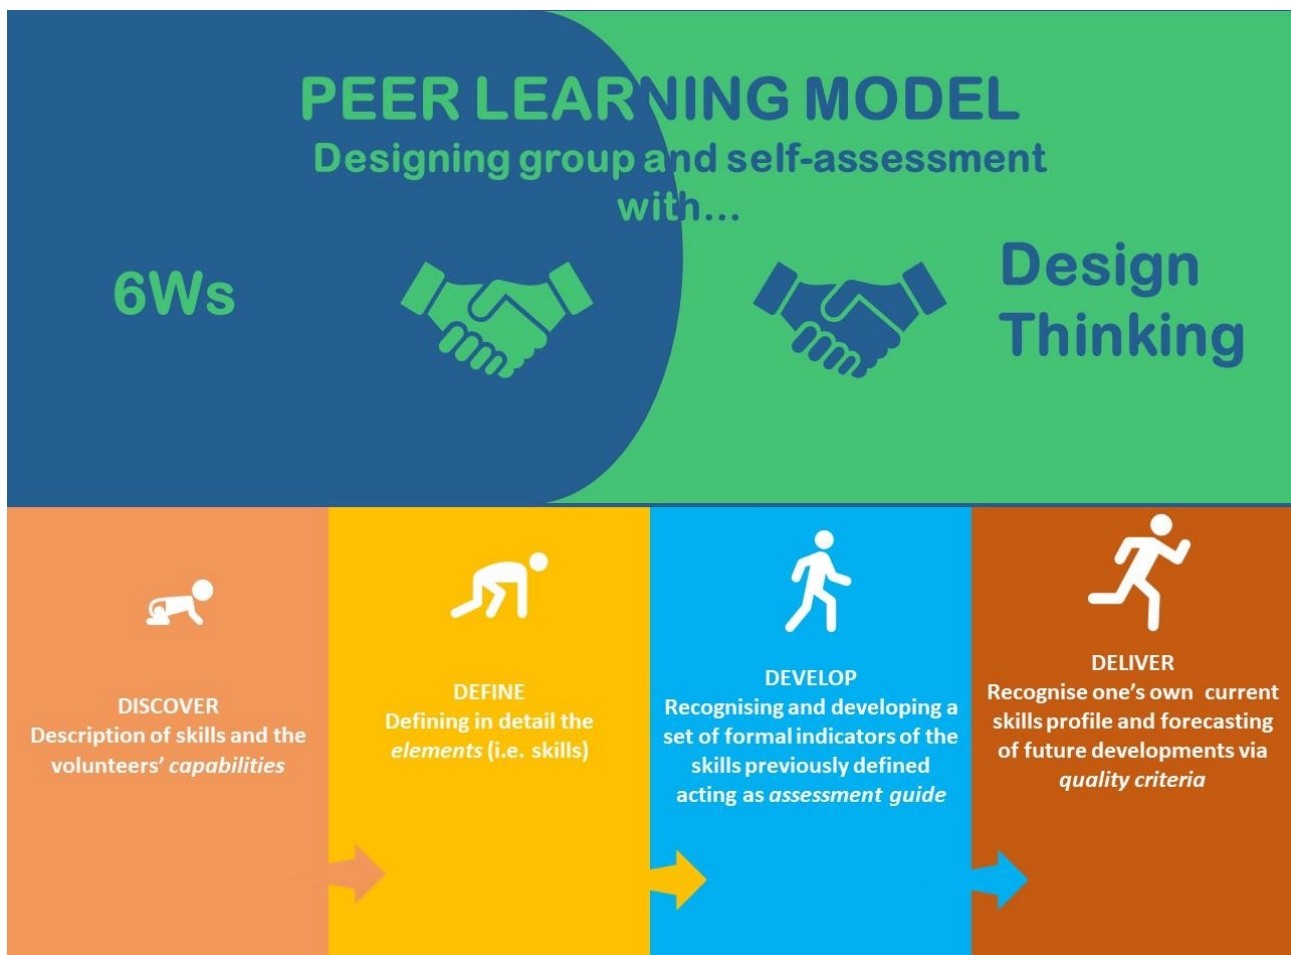 PEER LEARNING MODEL
Designing group and self-assessment
with...
6Ws
Design
Thinking
DISCOVER
Description of skills and the
volunteers’ capabilities
DEFINE
Defining in detail the
elements (i.e. skills)
DEVELOP
Recognising and developing a
set of formal indicators of the
skills previously defined
acting as assessment guide
DELIVER
Recognise one’s own current
skills profile and forecasting
of future developments via
quality criteria